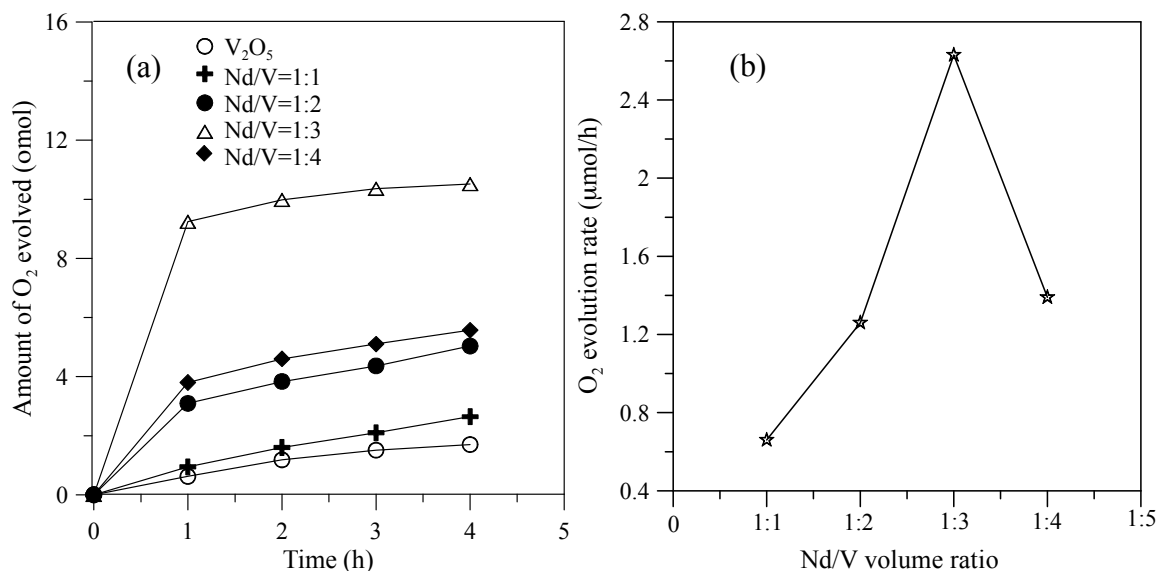 16
12
8
4
0
Amount of O₂ evolved (omol)
(a)
V₂O₅
Nd/V=1:1
Nd/V=1:2
Nd/V=1:3
Nd/V=1:4
0 1 2 3 4 5
Time (h)
2.8
2.4
2
1.6
1.2
0.8
0.4
O₂ evolution rate (μmol/h)
(b)
0 1:1 1:2 1:3 1:4 1:5
Nd/V volume ratio